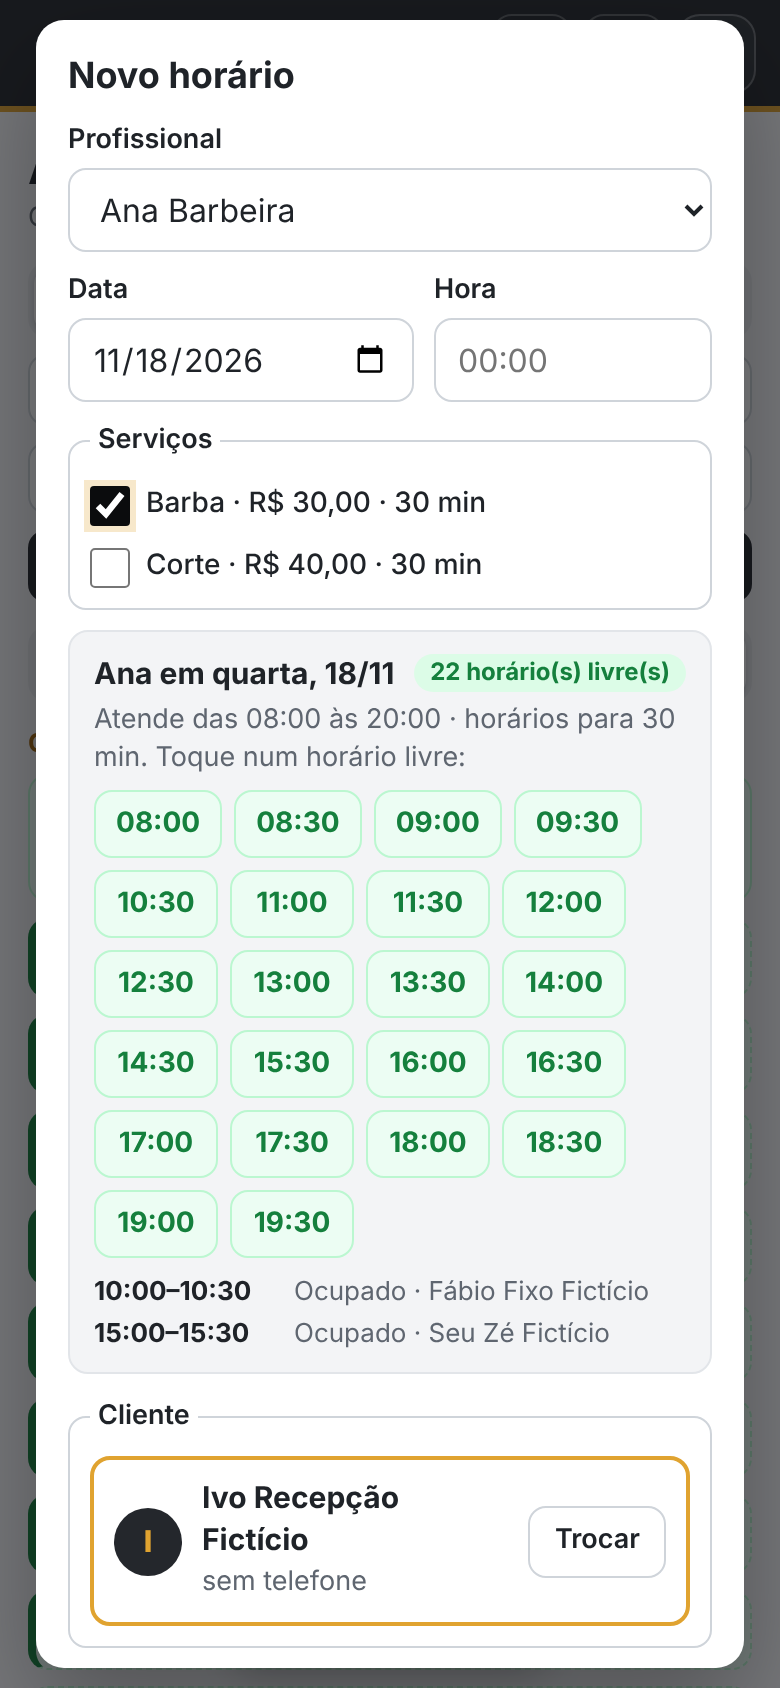 Novo horário
Profissional
Ana Barbeira
Data
Hora
11/18/2026
00:00
Serviços
Barba · R$ 30,00 · 30 min
Corte · R$ 40,00 · 30 min
Ana em quarta, 18/11
22 horário(s) livre(s)
Atende das 08:00 às 20:00 · horários para 30
min. Toque num horário livre:
08:00 08:30 09:00 09:30
10:30 11:00 11:30 12:00
12:30 13:00 13:30 14:00
14:30 15:30 16:00 16:30
17:00 17:30 18:00 18:30
19:00 19:30
10:00–10:30 Ocupado · Fábio Fixo Fictício
15:00–15:30 Ocupado · Seu Zé Fictício
Cliente
I
Ivo Recepção
Fictício
sem telefone
Trocar